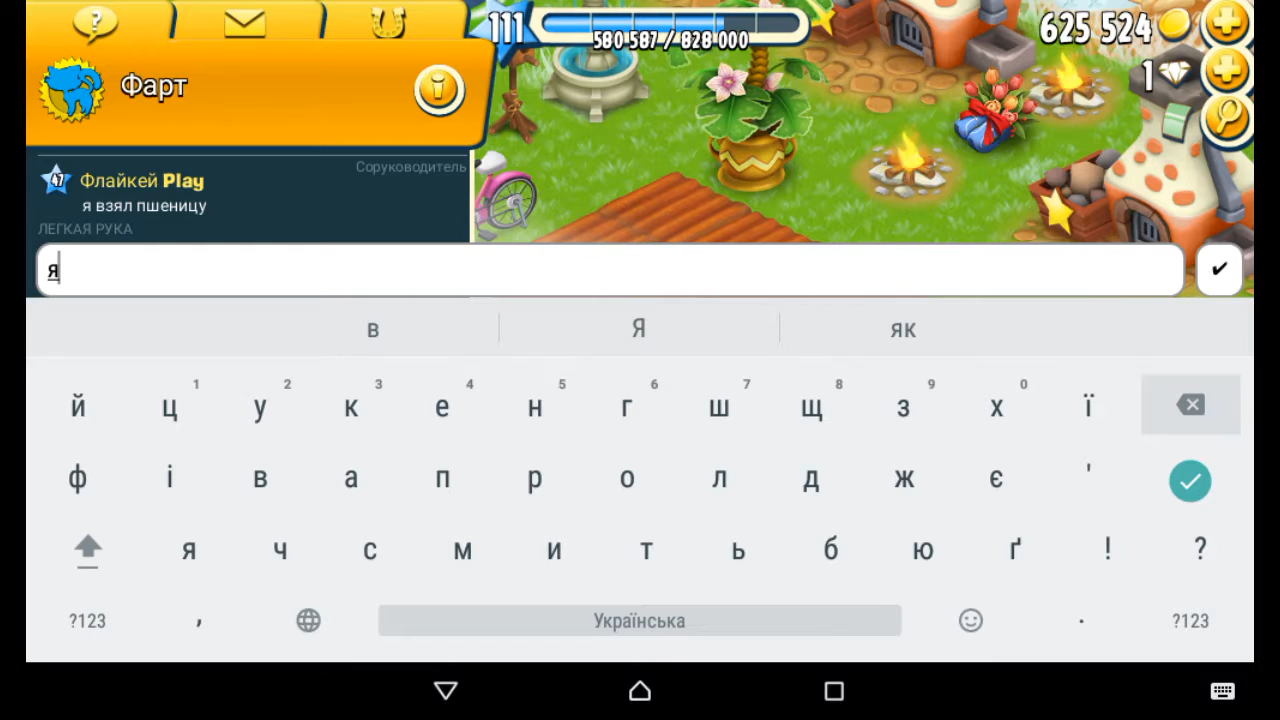 111
580 587 / 828 000
625 524
1
Фарт
Соруководитель
47 Флайкей Play
я взял пшеницу
ЛЕГКАЯ РУКА
я
в Я як
1 2 3 4 5 6 7 8 9 0
й ц у к е н г ш щ з х ї
ф і в а п р о л д ж є '
я ч с м и т ь б ю ґ ! ?
?123 , Українська . ?123